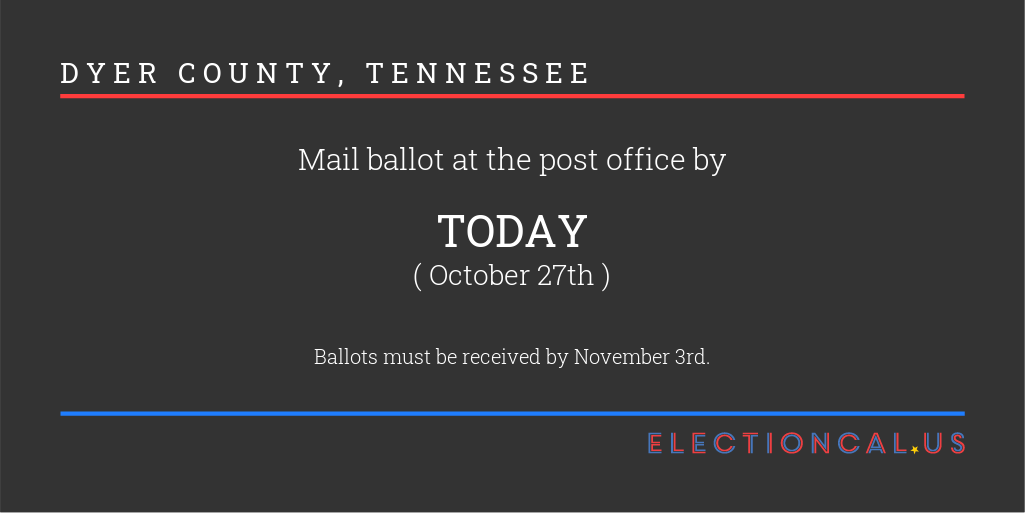 DYER COUNTY, TENNESSEE
Mail ballot at the post office by
TODAY
( October 27th )
Ballots must be received by November 3rd.
ELECTIONCAL.US